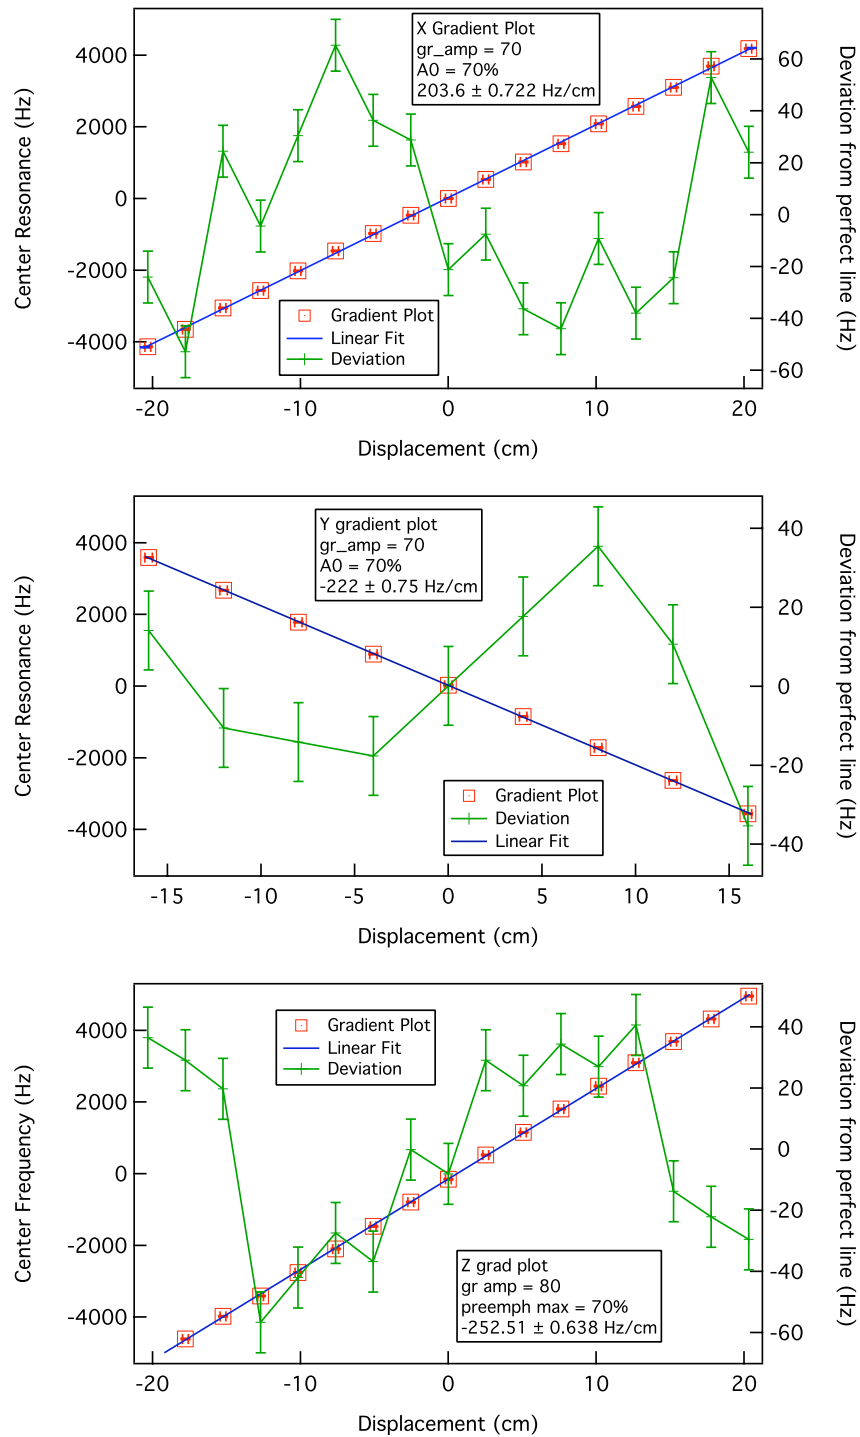 X Gradient Plot
gr_amp = 70
A0 = 70%
203.6 ± 0.722 Hz/cm
Center Resonance (Hz)
4000
2000
0
-2000
-4000
Deviation from perfect line (Hz)
60
40
20
0
-20
-40
-60
Gradient Plot
Linear Fit
Deviation
-20
-10
0
10
20
Displacement (cm)
Y gradient plot
gr_amp = 70
A0 = 70%
-222 ± 0.75 Hz/cm
Center Resonance (Hz)
4000
2000
0
-2000
-4000
Deviation from perfect line (Hz)
40
20
0
-20
-40
Gradient Plot
Deviation
Linear Fit
-15
-10
-5
0
5
10
15
Displacement (cm)
Gradient Plot
Linear Fit
Deviation
Center Frequency (Hz)
4000
2000
0
-2000
-4000
Deviation from perfect line (Hz)
40
20
0
-20
-40
-60
Z grad plot
gr amp = 80
preemph max = 70%
-252.51 ± 0.638 Hz/cm
-20
-10
0
10
20
Displacement (cm)